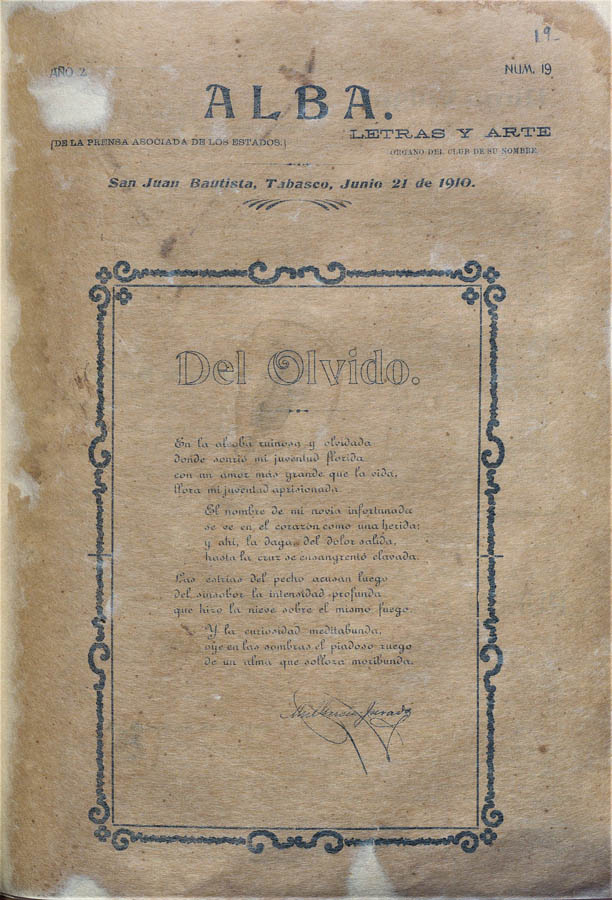 19
AÑO 2
NUM. 19
ALBA.
LETRAS Y ARTE
(DE LA PRENSA ASOCIADA DE LOS ESTADOS.)
ORGANO DEL CLUB DE SU NOMBRE
San Juan Bautista, Tabasco, Junio 21 de 1910.
Del Olvido.
En la alcoba ruinosa y olvidada
donde sonrió mi juventud florida
con un amor más grande que la vida,
llora mi juventud aprisionada.
El nombre de mi novia infortunada
se ve en el corazón como una herida;
y ahí, la daga del dolor salida,
hasta la cruz se ensangrentó clavada.
Las estrías del pecho acusan luego
del sinsabor la intensidad profunda
que hizo la nieve sobre el mismo fuego.
Y la curiosidad meditabunda,
oye en las sombras el piadoso ruego
de un alma que solloza moribunda.
Jurado